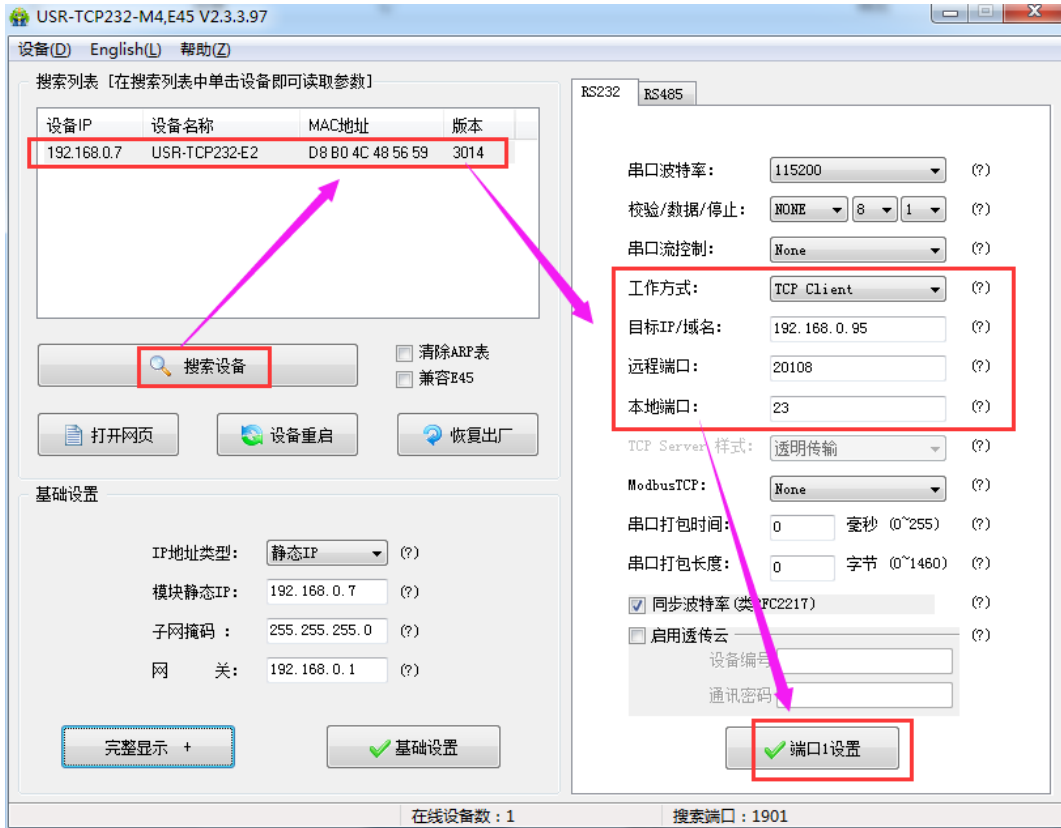 USR-TCP232-M4,E45 V2.3.3.97
设备(D) English(L) 帮助(Z)
搜索列表 [在搜索列表中单击设备即可读取参数]
设备IP 设备名称 MAC地址 版本
192.168.0.7 USR-TCP232-E2 D8 B0 4C 48 56 59 3014
搜索设备
清除ARP表
兼容E45
打开网页
设备重启
恢复出厂
基础设置
IP地址类型: 静态IP (?)
模块静态IP: 192.168.0.7 (?)
子网掩码 : 255.255.255.0 (?)
网 关: 192.168.0.1 (?)
完整显示 +
基础设置
RS232 RS485
串口波特率: 115200 (?)
校验/数据/停止: NONE 8 1 (?)
串口流控制: None (?)
工作方式: TCP Client (?)
目标IP/域名: 192.168.0.95 (?)
远程端口: 20108 (?)
本地端口: 23 (?)
TCP Server 样式: 透明传输 (?)
ModbusTCP: None (?)
串口打包时间: 0 毫秒 (0~255) (?)
串口打包长度: 0 字节 (0~1460) (?)
同步波特率(类RFC2217) (?)
启用透传云 (?)
设备编号
通讯密码
端口1设置
在线设备数:1 搜索端口:1901